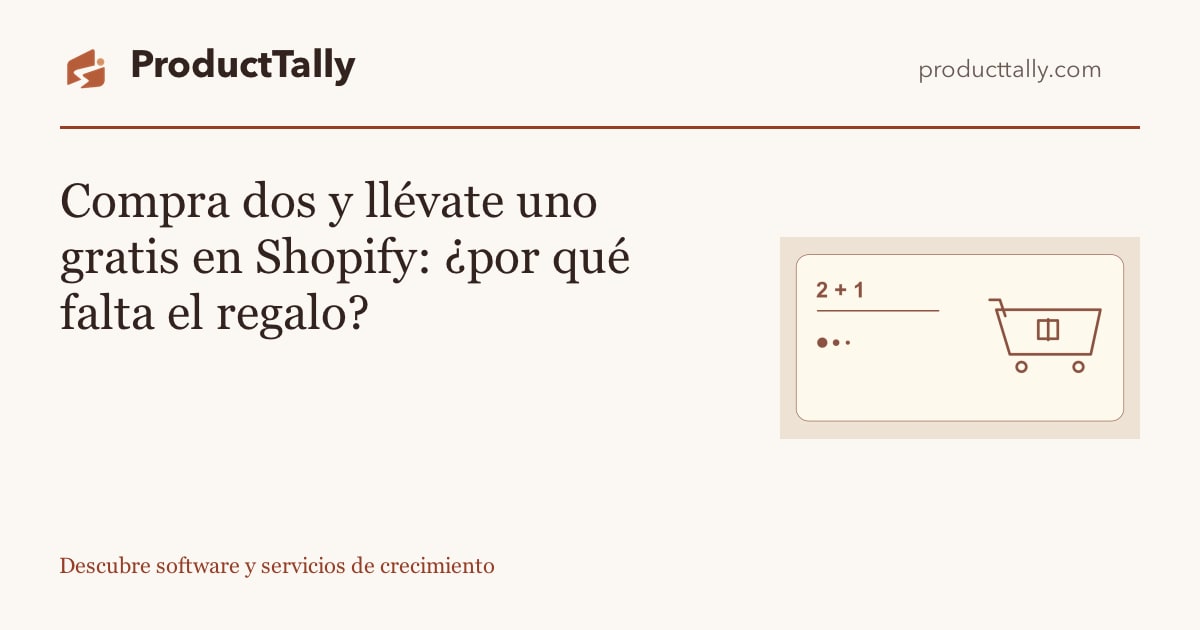 ProductTally
producttally.com
Compra dos y llévate uno
gratis en Shopify: ¿por qué
falta el regalo?
2 + 1
Descubre software y servicios de crecimiento